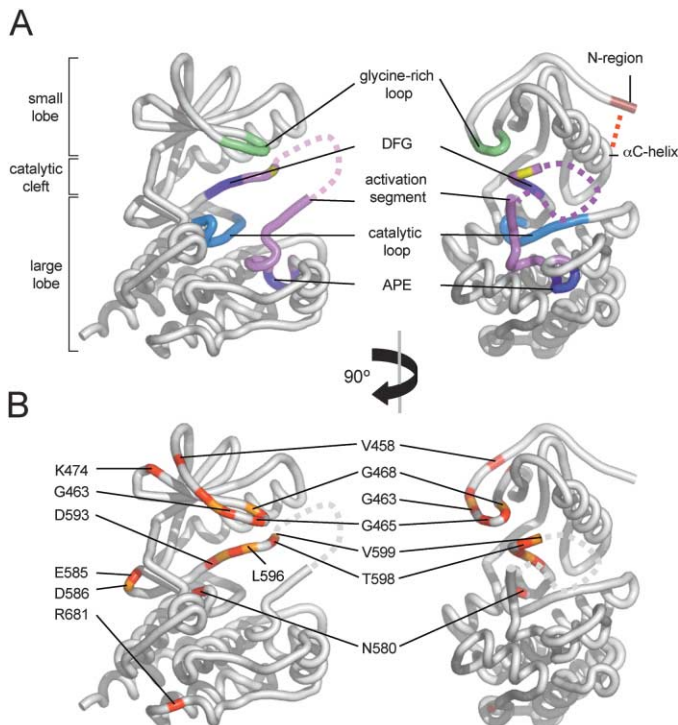 A
small
lobe
catalytic
cleft
large
lobe
glycine-rich
loop
DFG
activation
segment
catalytic
loop
APE
N-region
αC-helix
90º
B
K474
G463
D593
E585
D586
R681
L596
V458
G468
G463
G465
V599
T598
N580